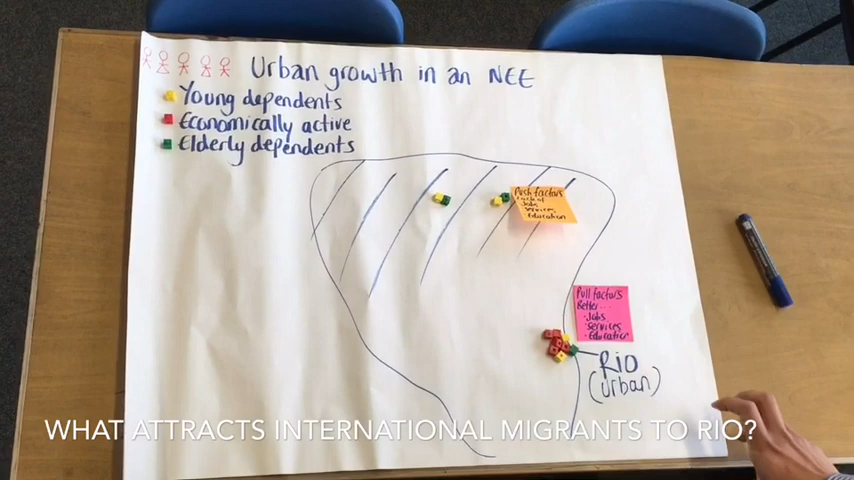 Urban growth in an NEE
Young dependents
Economically active
Elderly dependents
Push factors
Lack of
Jobs
services,
Education
Pull factors
Better...
·Jobs
·Services
·Education
Rio
(urban)
WHAT ATTRACTS INTERNATIONAL MIGRANTS TO RIO?